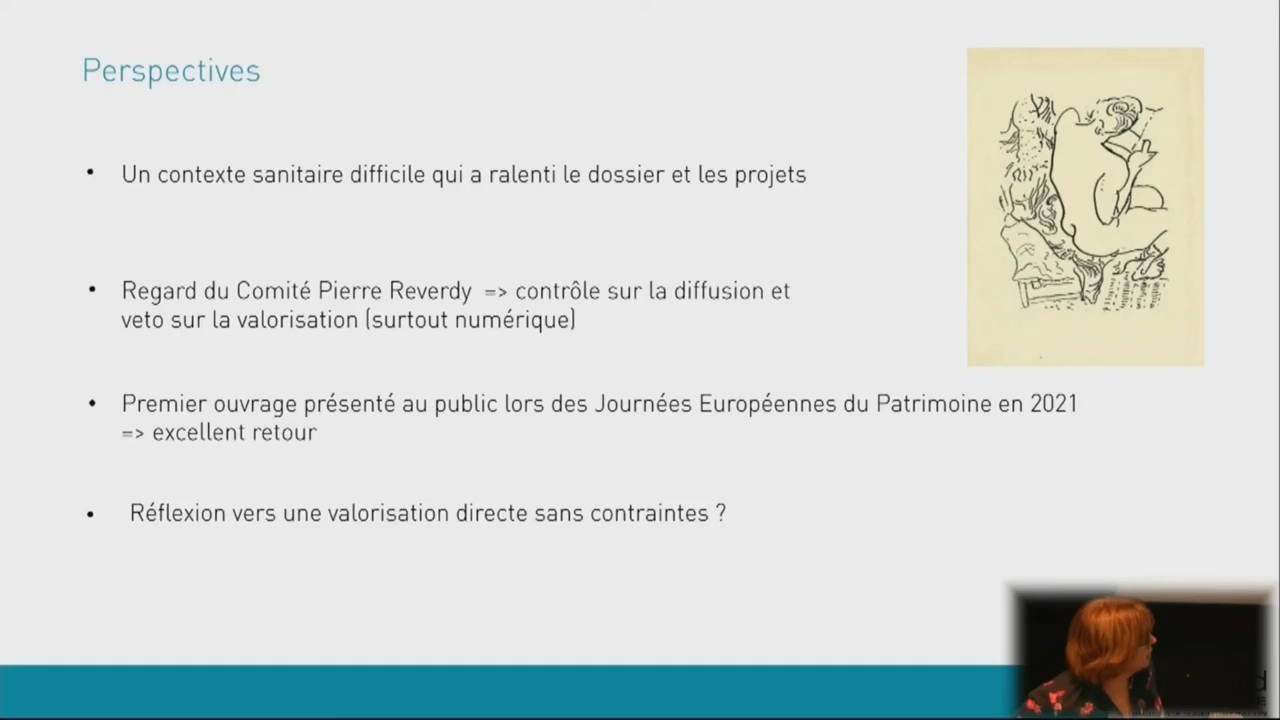 Perspectives
• Un contexte sanitaire difficile qui a ralenti le dossier et les projets
• Regard du Comité Pierre Reverdy => contrôle sur la diffusion et
veto sur la valorisation (surtout numérique)
• Premier ouvrage présenté au public lors des Journées Européennes du Patrimoine en 2021
=> excellent retour
• Réflexion vers une valorisation directe sans contraintes ?